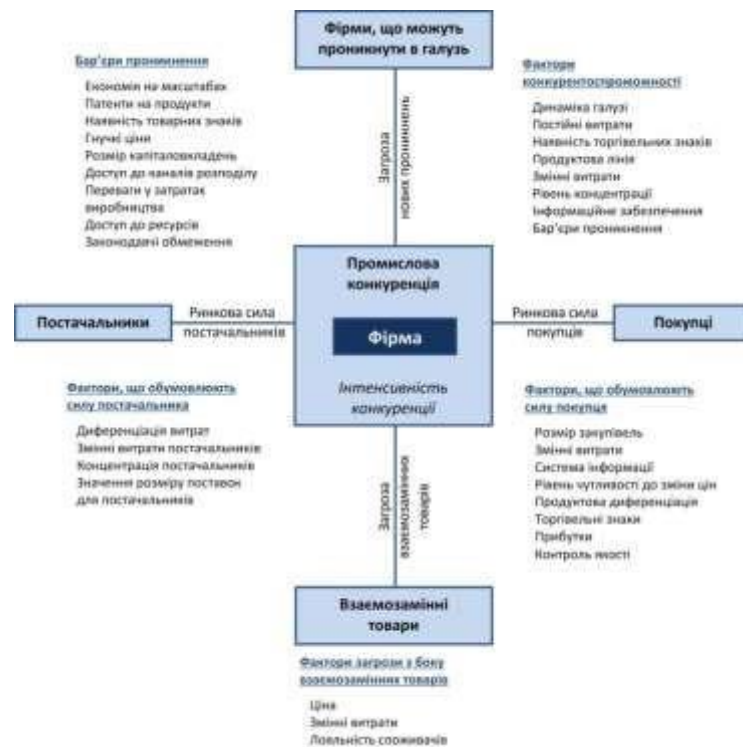 Фірми, що можуть
проникнути в галузь
Бар'єри проникнення
Економія на масштабах
Патенти на продукти
Наявність товарних знаків
Гнучкі ціни
Розмір капіталовкладень
Доступ до каналів розподілу
Переваги у затратак
виробництва
Доступ до ресурсів
Законодавчі обмеження
Загроза
нових проникнень
Фактори
конкурентоспроможності
Динаміка галузі
Постійні витрати
Наявність торгівельних знаків
Продуктова лінія
Змінні витрати
Рівень концентрації
Інформаційне забезпечення
Бар'єри проникнення
Промислова
конкуренція
Фірма
Інтенсивність
конкуренції
Постачальники
Ринкова сила
постачальників
Ринкова сила
покупців
Покупці
Фактори, що обумовлюють
силу постачальника
Диференціація витрат
Змінні витрати постачальників
Концентрація постачальників
Значення розміру поставок
для постачальників
Загроза
взаємозамінних
товарів
Фактори, що обумовлюють
силу покупця
Розмір закупівель
Змінні витрати
Система інформації
Рівень чутливості до зміни цін
Продуктова диференціація
Торгівельні знаки
Прибутки
Контроль якості
Взаємозамінні
товари
Фактори загрози з боку
взаємозамінних товарів
Ціна
Змінні витрати
Лояльність споживачів